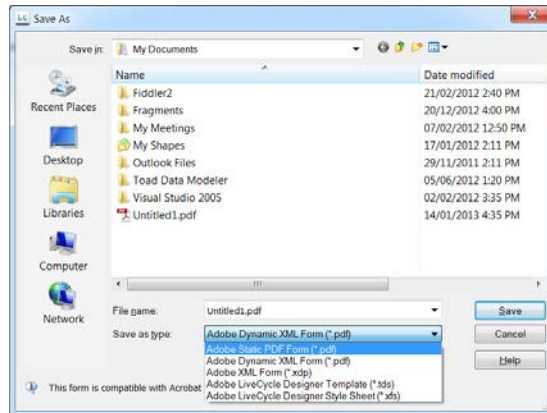 LC Save As
Save in: My Documents
Name Date modified
Fiddler2 21/02/2012 2:40 PM
Fragments 20/12/2012 4:00 PM
My Meetings 07/02/2012 12:50 PM
My Shapes 17/01/2012 2:11 PM
Outlook Files 29/11/2011 2:11 PM
Toad Data Modeler 05/06/2012 1:20 PM
Visual Studio 2005 02/02/2012 3:35 PM
Untitled1.pdf 14/01/2013 4:35 PM
Recent Places
Desktop
Libraries
Computer
Network
File name: Untitled1.pdf Save
Save as type: Adobe Dynamic XML Form (*.pdf) Cancel
Adobe Static PDF Form (*.pdf)
Adobe Dynamic XML Form (*.pdf) Help
Adobe XML Form (*.xdp)
Adobe LiveCycle Designer Template (*.tds)
Adobe LiveCycle Designer Style Sheet (*.xfs)
This form is compatible with Acrobat